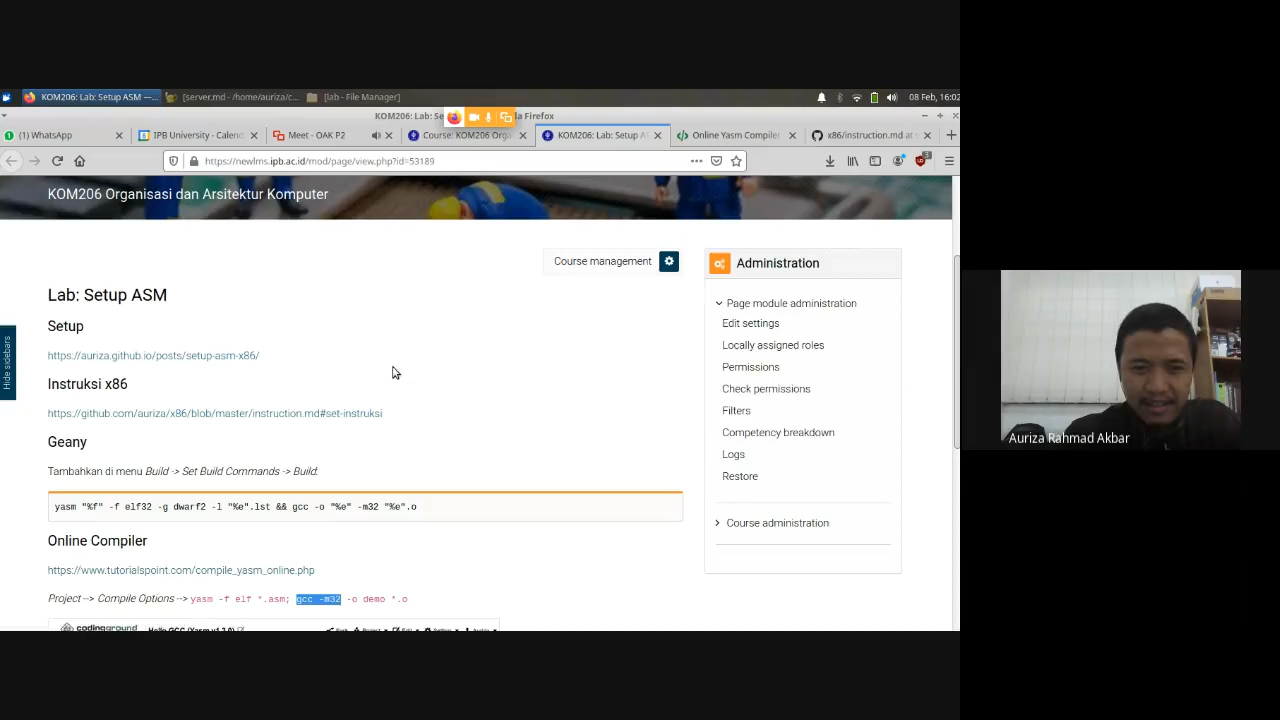 KOM206: Lab: Setup ASM —...
[server.md - /home/auriza/c...
[lab - File Manager]
08 Feb, 16:02
KOM206: Lab: Se
la Firefox
(1) WhatsApp
IPB University - Calend
Meet - OAK P2
Course: KOM206 Orga
KOM206: Lab: Setup AS
Online Yasm Compiler
x86/instruction.md at
https://newlms.ipb.ac.id/mod/page/view.php?id=53189
KOM206 Organisasi dan Arsitektur Komputer
Course management
Administration
Lab: Setup ASM
Page module administration
Setup
Edit settings
Locally assigned roles
https://auriza.github.io/posts/setup-asm-x86/
Permissions
Hide sidebars
Instruksi x86
Check permissions
https://github.com/auriza/x86/blob/master/instruction.md#set-instruksi
Filters
Competency breakdown
Geany
Logs
Tambahkan di menu Build -> Set Build Commands -> Build:
Restore
yasm "%f" -f elf32 -g dwarf2 -l "%e".lst && gcc -o "%e" -m32 "%e".o
Course administration
Online Compiler
https://www.tutorialspoint.com/compile_yasm_online.php
Project --> Compile Options --> yasm -f elf *.asm; gcc -m32 -o demo *.o
codingground
Auriza Rahmad Akbar